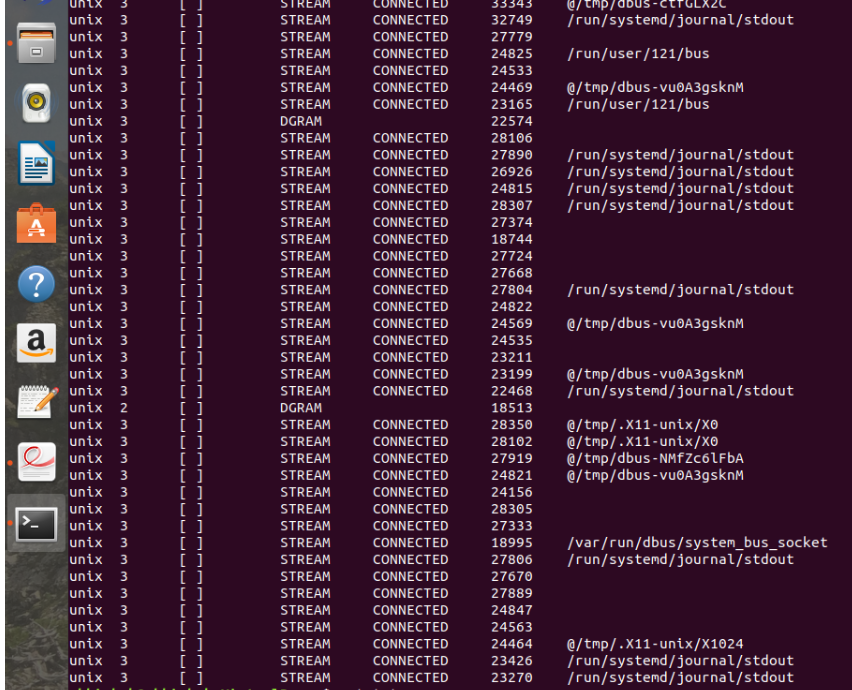 unix 3 [ ] STREAM CONNECTED 33343 @/tmp/dbus-ctfGLX2C
unix 3 [ ] STREAM CONNECTED 32749 /run/systemd/journal/stdout
unix 3 [ ] STREAM CONNECTED 27779
unix 3 [ ] STREAM CONNECTED 24825 /run/user/121/bus
unix 3 [ ] STREAM CONNECTED 24533
unix 3 [ ] STREAM CONNECTED 24469 @/tmp/dbus-vu0A3gsknM
unix 3 [ ] STREAM CONNECTED 23165 /run/user/121/bus
unix 3 [ ] DGRAM 22574
unix 3 [ ] STREAM CONNECTED 28106
unix 3 [ ] STREAM CONNECTED 27890 /run/systemd/journal/stdout
unix 3 [ ] STREAM CONNECTED 26926 /run/systemd/journal/stdout
unix 3 [ ] STREAM CONNECTED 24815 /run/systemd/journal/stdout
unix 3 [ ] STREAM CONNECTED 28307 /run/systemd/journal/stdout
unix 3 [ ] STREAM CONNECTED 27374
unix 3 [ ] STREAM CONNECTED 18744
unix 3 [ ] STREAM CONNECTED 27724
unix 3 [ ] STREAM CONNECTED 27668
unix 3 [ ] STREAM CONNECTED 27804 /run/systemd/journal/stdout
unix 3 [ ] STREAM CONNECTED 24822
unix 3 [ ] STREAM CONNECTED 24569 @/tmp/dbus-vu0A3gsknM
unix 3 [ ] STREAM CONNECTED 24535
unix 3 [ ] STREAM CONNECTED 23211
unix 3 [ ] STREAM CONNECTED 23199 @/tmp/dbus-vu0A3gsknM
unix 3 [ ] STREAM CONNECTED 22468 /run/systemd/journal/stdout
unix 2 [ ] DGRAM 18513
unix 3 [ ] STREAM CONNECTED 28350 @/tmp/.X11-unix/X0
unix 3 [ ] STREAM CONNECTED 28102 @/tmp/.X11-unix/X0
unix 3 [ ] STREAM CONNECTED 27919 @/tmp/dbus-NMfZc6lFbA
unix 3 [ ] STREAM CONNECTED 24821 @/tmp/dbus-vu0A3gsknM
unix 3 [ ] STREAM CONNECTED 24156
unix 3 [ ] STREAM CONNECTED 28305
unix 3 [ ] STREAM CONNECTED 27333
unix 3 [ ] STREAM CONNECTED 18995 /var/run/dbus/system_bus_socket
unix 3 [ ] STREAM CONNECTED 27806 /run/systemd/journal/stdout
unix 3 [ ] STREAM CONNECTED 27670
unix 3 [ ] STREAM CONNECTED 27889
unix 3 [ ] STREAM CONNECTED 24847
unix 3 [ ] STREAM CONNECTED 24563
unix 3 [ ] STREAM CONNECTED 24464 @/tmp/.X11-unix/X1024
unix 3 [ ] STREAM CONNECTED 23426 /run/systemd/journal/stdout
unix 3 [ ] STREAM CONNECTED 23270 /run/systemd/journal/stdout